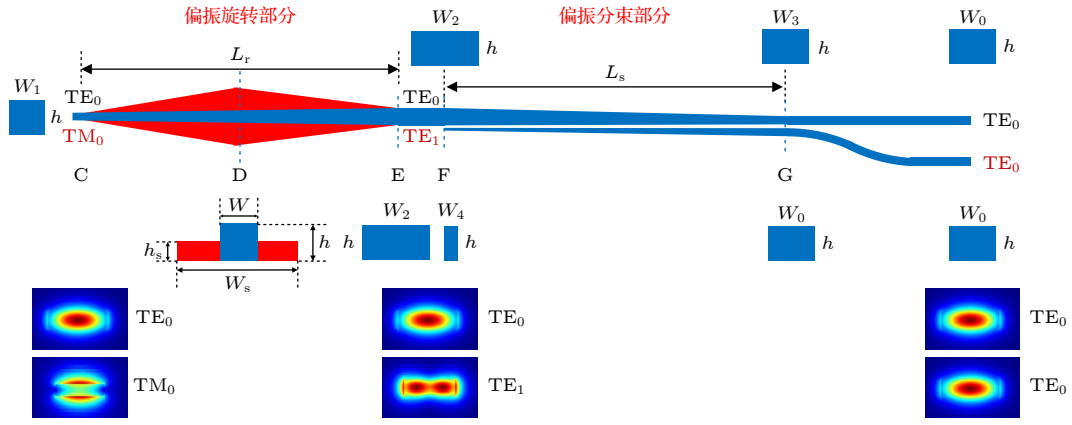 偏振旋转部分 偏振分束部分
W₂ W₃ W₀
h h h
Lᵣ
Lₛ
W₁
h
TE₀ TE₀
TM₀ TE₁
TE₀
TE₀
C D E F G
W W₂ W₄ W₀ W₀
hₛ h h h h h
Wₛ
TE₀ TE₀ TE₀
TM₀ TE₁ TE₀